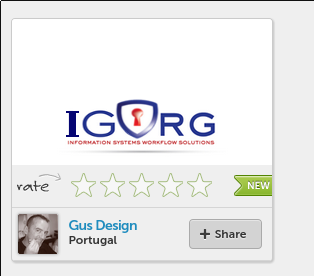 IGORG
INFORMATION SYSTEMS WORKFLOW SOLUTIONS
rate
NEW
Gus Design
Portugal
+ Share